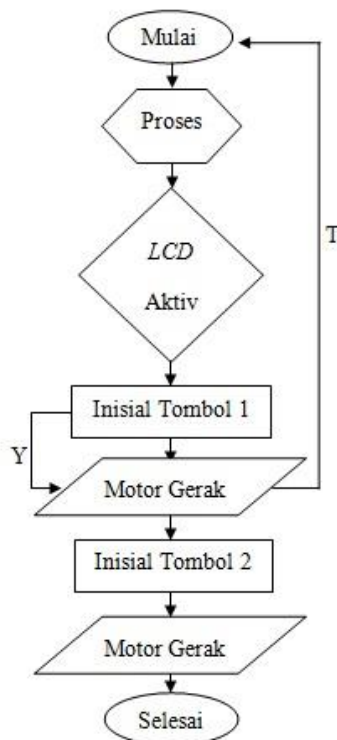 Mulai
Proses
LCD
Aktiv
T
Inisial Tombol 1
Y
Motor Gerak
Inisial Tombol 2
Motor Gerak
Selesai